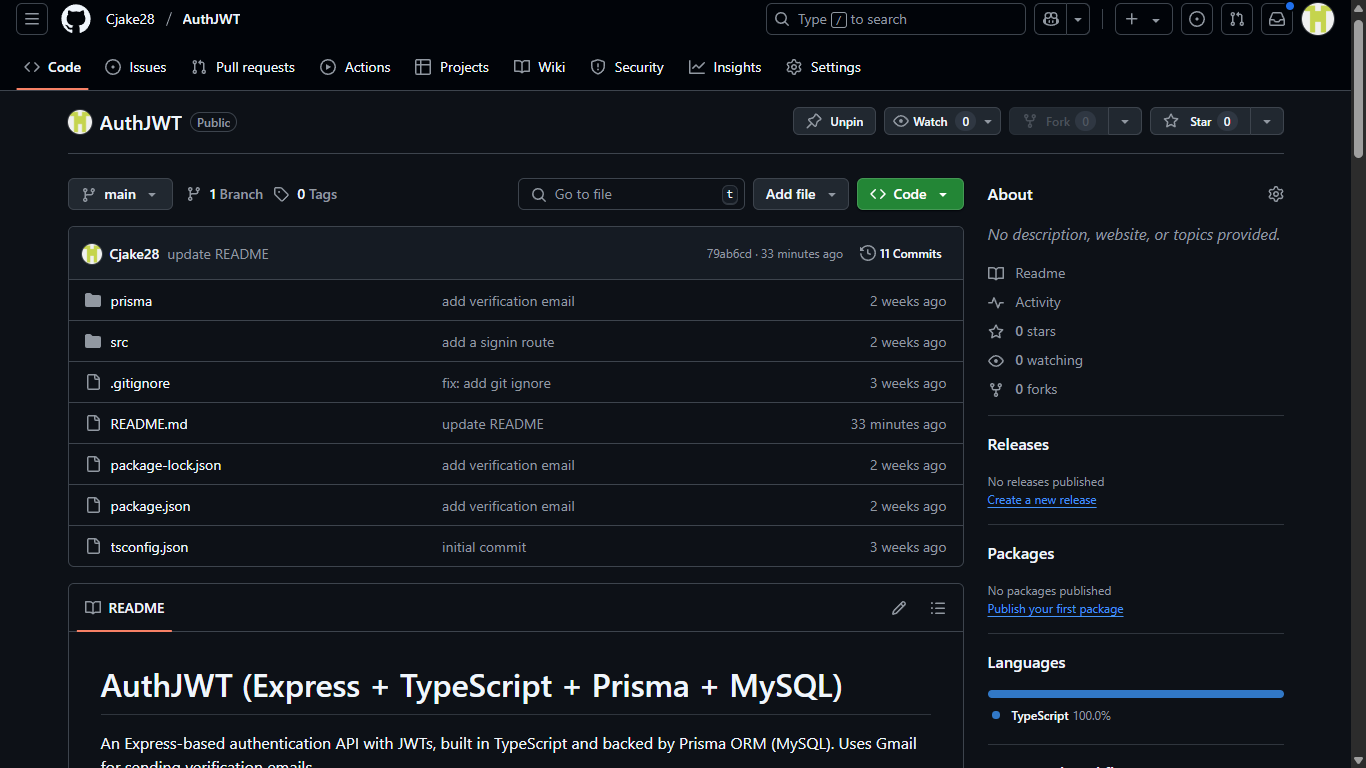 Cjake28 / AuthJWT
Type / to search
Code Issues Pull requests Actions Projects Wiki Security Insights Settings
AuthJWT Public
Unpin Watch 0 Fork 0 Star 0
main 1 Branch 0 Tags
Go to file t Add file Code
Cjake28 update README 79ab6cd · 33 minutes ago 11 Commits
prisma add verification email 2 weeks ago
src add a signin route 2 weeks ago
.gitignore fix: add git ignore 3 weeks ago
README.md update README 33 minutes ago
package-lock.json add verification email 2 weeks ago
package.json add verification email 2 weeks ago
tsconfig.json initial commit 3 weeks ago
README
AuthJWT (Express + TypeScript + Prisma + MySQL)
An Express-based authentication API with JWTs, built in TypeScript and backed by Prisma ORM (MySQL). Uses Gmail
for sending verification emails
About
No description, website, or topics provided.
Readme
Activity
0 stars
0 watching
0 forks
Releases
No releases published
Create a new release
Packages
No packages published
Publish your first package
Languages
TypeScript 100.0%